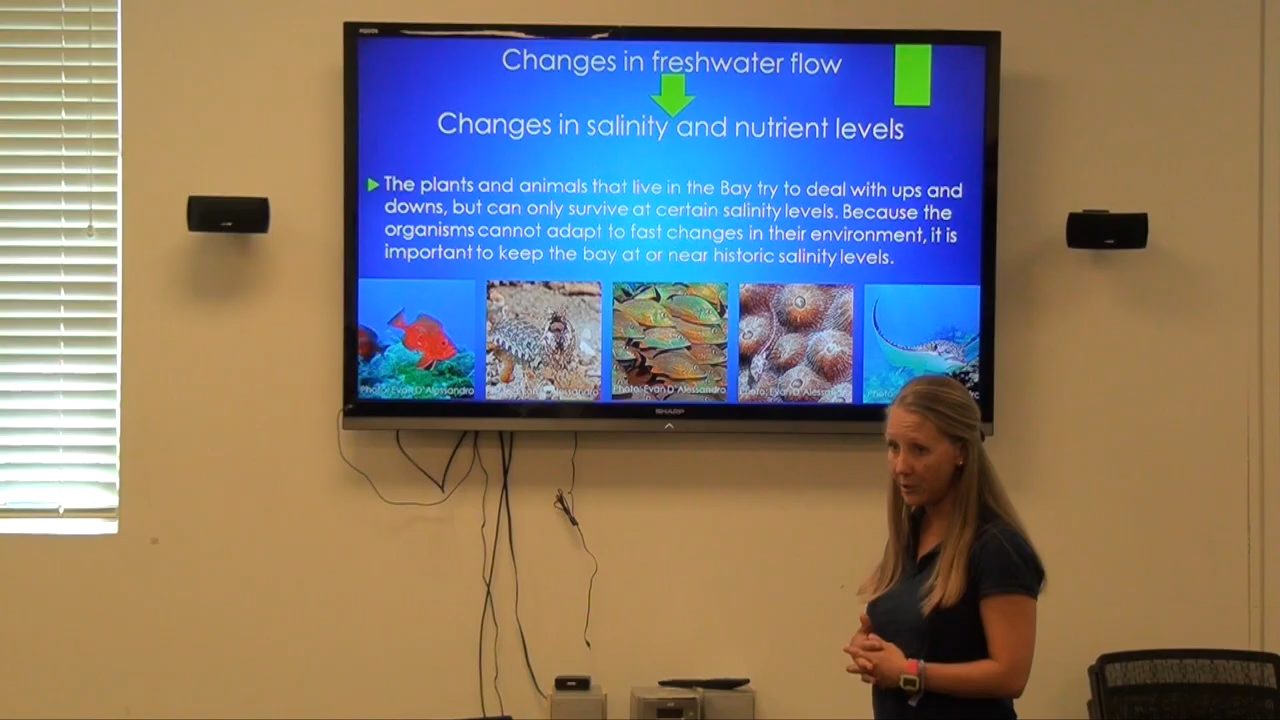 Changes in freshwater flow
Changes in salinity and nutrient levels
The plants and animals that live in the Bay try to deal with ups and
downs, but can only survive at certain salinity levels. Because the
organisms cannot adapt to fast changes in their environment, it is
important to keep the bay at or near historic salinity levels.
Photo: Evan D'Alessandro
Photo: Evan D'Alessandro
SHARP